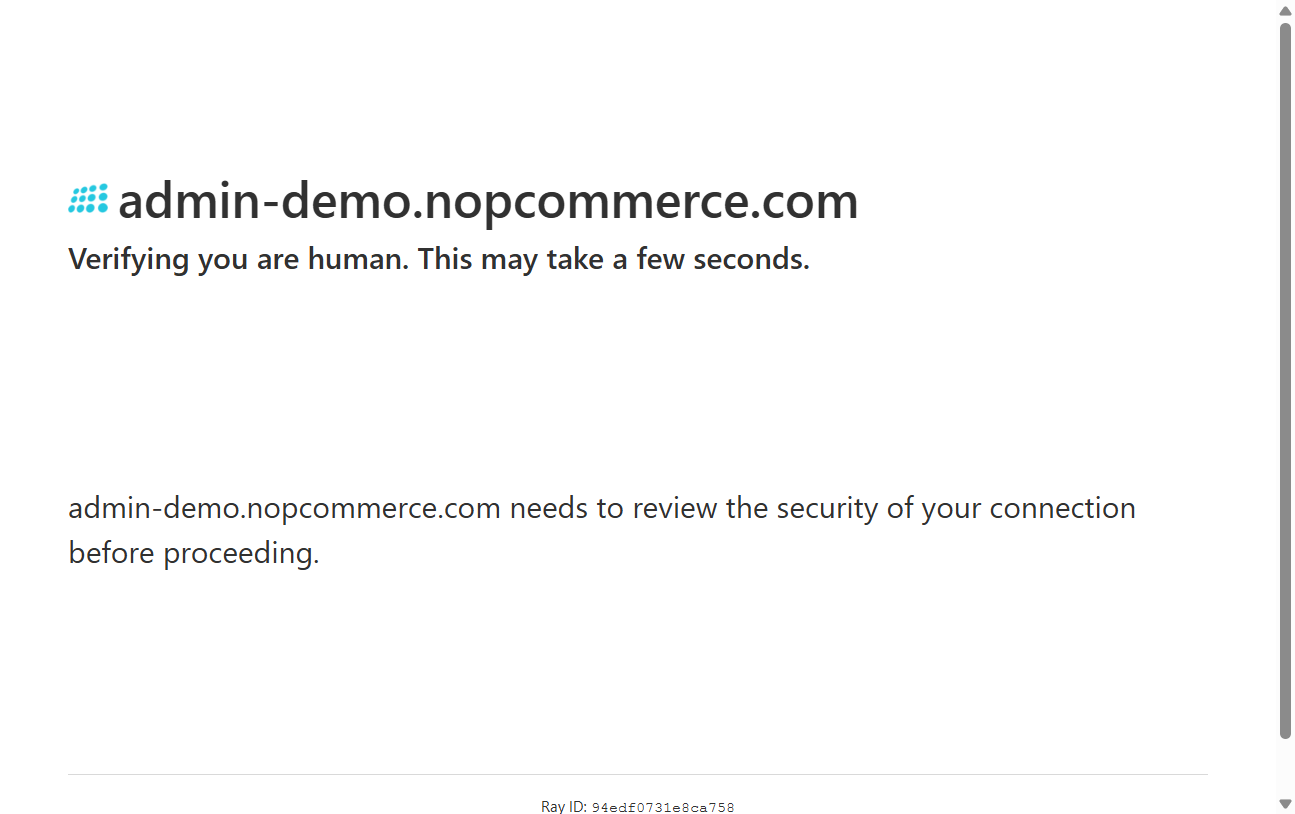 admin-demo.nopcommerce.com
Verifying you are human. This may take a few seconds.
admin-demo.nopcommerce.com needs to review the security of your connection
before proceeding.
Ray ID: 94edf0731e8ca758